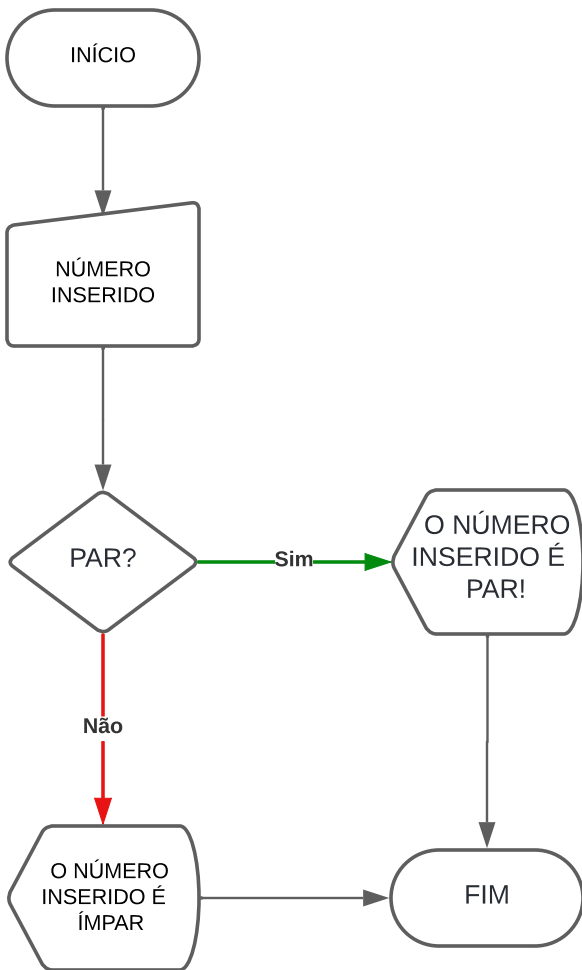 INÍCIO
NÚMERO
INSERIDO
PAR?
Sim
O NÚMERO
INSERIDO É
PAR!
Não
O NÚMERO
INSERIDO É
ÍMPAR
FIM